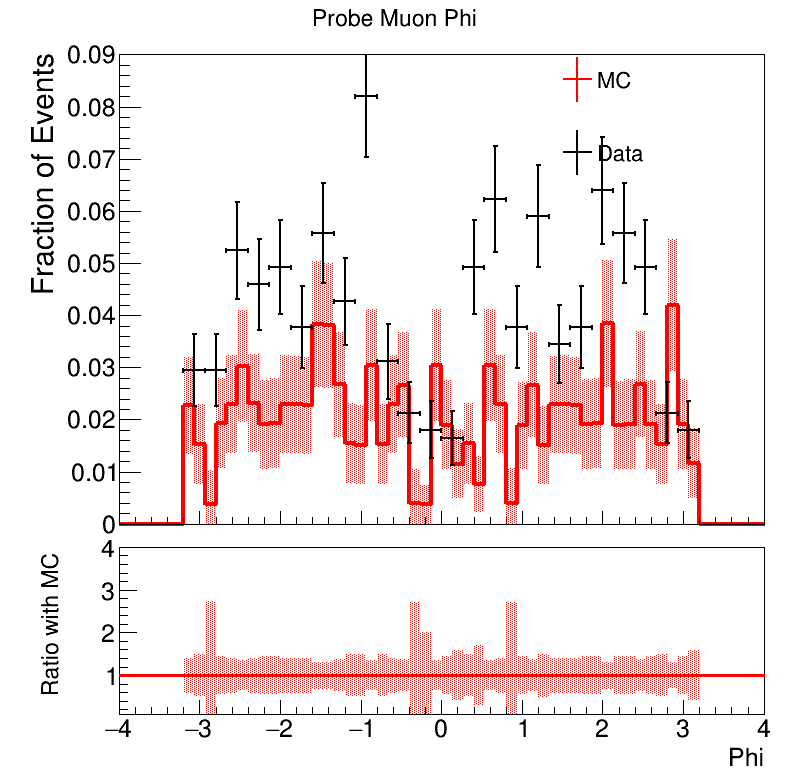 Probe Muon Phi
Fraction of Events
0.09
0.08
0.07
0.06
0.05
0.04
0.03
0.02
0.01
0
MC
Data
Ratio with MC
4
3
2
1
−4 −3 −2 −1 0 1 2 3 4
Phi